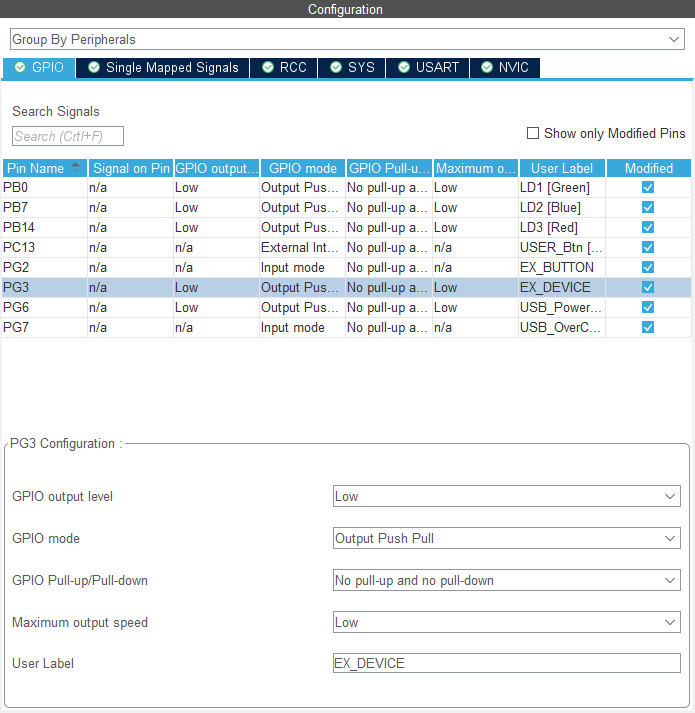 Configuration
Group By Peripherals
GPIO Single Mapped Signals RCC SYS USART NVIC
Search Signals
Search (CrtI+F)
Show only Modified Pins
Pin Name Signal on Pin GPIO output... GPIO mode GPIO Pull-u... Maximum o... User Label Modified
PB0 n/a Low Output Pus... No pull-up a... Low LD1 [Green]
PB7 n/a Low Output Pus... No pull-up a... Low LD2 [Blue]
PB14 n/a Low Output Pus... No pull-up a... Low LD3 [Red]
PC13 n/a n/a External Int... No pull-up a... n/a USER_Btn [...
PG2 n/a n/a Input mode No pull-up a... n/a EX_BUTTON
PG3 n/a Low Output Pus... No pull-up a... Low EX_DEVICE
PG6 n/a Low Output Pus... No pull-up a... Low USB_Power...
PG7 n/a n/a Input mode No pull-up a... n/a USB_OverC...
PG3 Configuration :
GPIO output level Low
GPIO mode Output Push Pull
GPIO Pull-up/Pull-down No pull-up and no pull-down
Maximum output speed Low
User Label EX_DEVICE